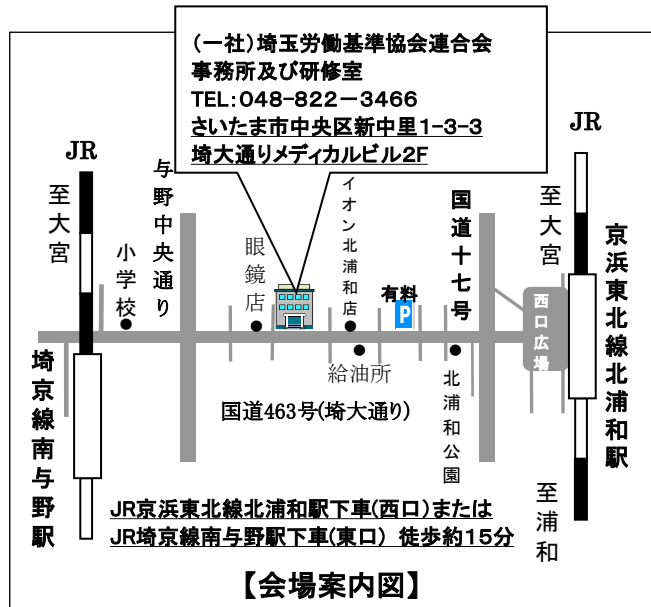 (一社)埼玉労働基準協会連合会
事務所及び研修室
TEL:048-822-3466
さいたま市中央区新中里1-3-3
埼大通りメディカルビル2F
JR
JR
至大宮
小学校
与野中央通り
眼鏡店
イオン北浦和店
有料
P
国道十七号
至大宮
西口広場
京浜東北線北浦和駅
埼京線南与野駅
給油所
北浦和公園
国道463号(埼大通り)
至浦和
JR京浜東北線北浦和駅下車(西口)または
JR埼京線南与野駅下車(東口) 徒歩約15分
【会場案内図】